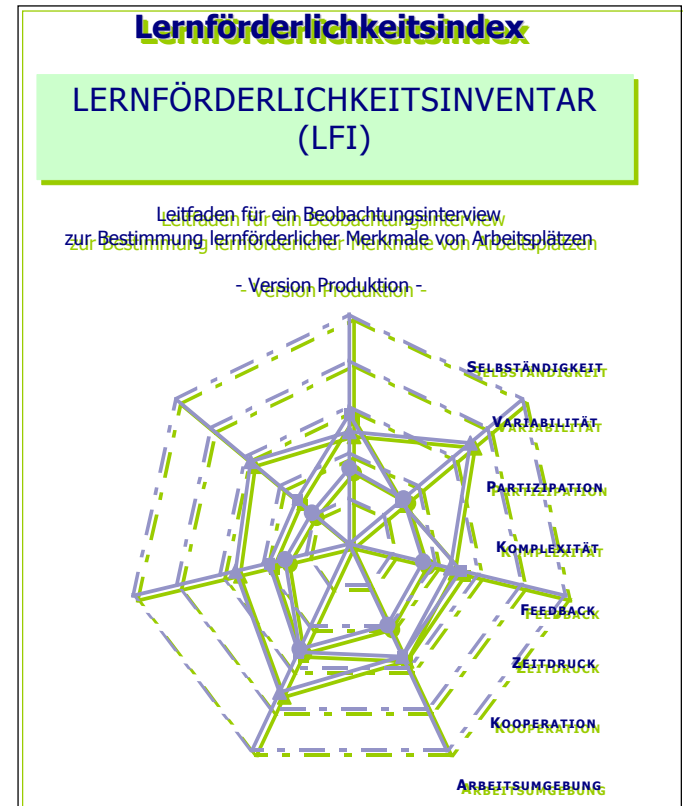 Lernförderlichkeitsindex
LERNFÖRDERLICHKEITSINVENTAR
(LFI)
Leitfaden für ein Beobachtungsinterview
zur Bestimmung lernförderlicher Merkmale von Arbeitsplätzen
- Version Produktion -
SELBSTÄNDIGKEIT
VARIABILITÄT
PARTIZIPATION
KOMPLEXITÄT
FEEDBACK
ZEITDRUCK
KOOPERATION
ARBEITSUMGEBUNG